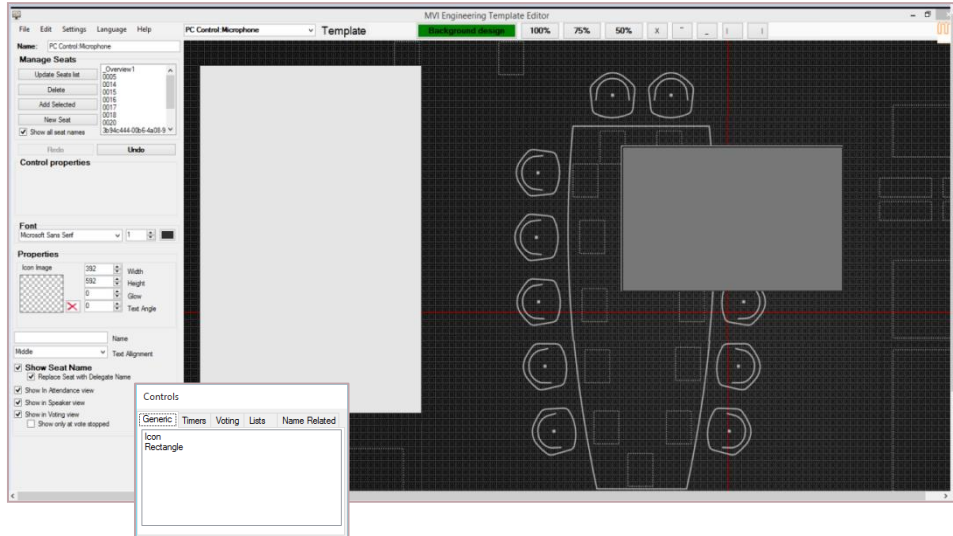 MVI Engineering Template Editor
File Edit Settings Language Help
PC Control:Microphone
Template
Background design
100% 75% 50% X
Name: PC Control:Microphone
Manage Seats
Update Seats list
Delete
Add Selected
New Seat
Show all seat names
_Overview1
0005
0014
0015
0016
0017
0018
0020
3b94c444-00b6-4a08-9
Redo Undo
Control properties
Font
Microsoft Sans Serif 1
Properties
Icon Image
392 Width
592 Height
0 Glow
0 Text Angle
Name
Middle Text Alignment
Show Seat Name
Replace Seat with Delegate Name
Show In Attendance view
Show in Speaker view
Show in Voting view
Show only at vote stopped
Controls
Generic Timers Voting Lists Name Related
Icon
Rectangle